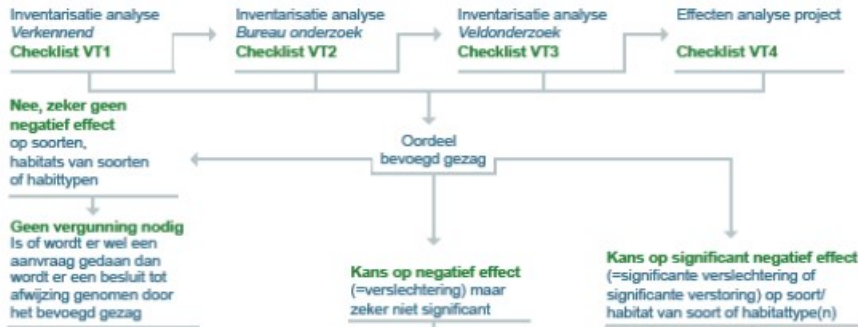 Inventarisatie analyse
Verkennend
Checklist VT1
Inventarisatie analyse
Bureau onderzoek
Checklist VT2
Inventarisatie analyse
Veldonderzoek
Checklist VT3
Effecten analyse project
Checklist VT4
Nee, zeker geen
negatief effect
op soorten,
habitats van soorten
of habittypen
Oordeel
bevoegd gezag
Geen vergunning nodig
Is of wordt er wel een
aanvraag gedaan dan
wordt er een besluit tot
afwijzing genomen door
het bevoegd gezag
Kans op negatief effect
(=verslechtering) maar
zeker niet significant
Kans op significant negatief effect
(=significante verslechtering of
significante verstoring) op soort/
habitat van soort of habitattype(n)